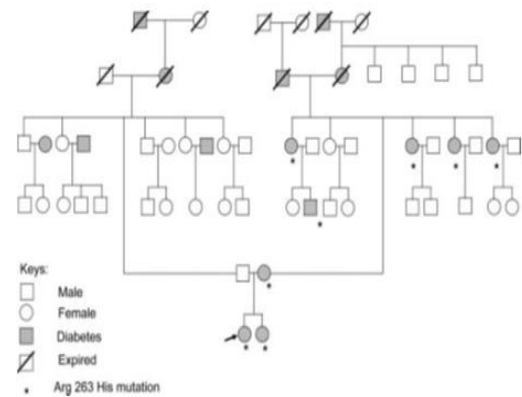 *
*
*
*
*
*
*
*
Keys:
Male
Female
Diabetes
Expired
* Arg 263 His mutation